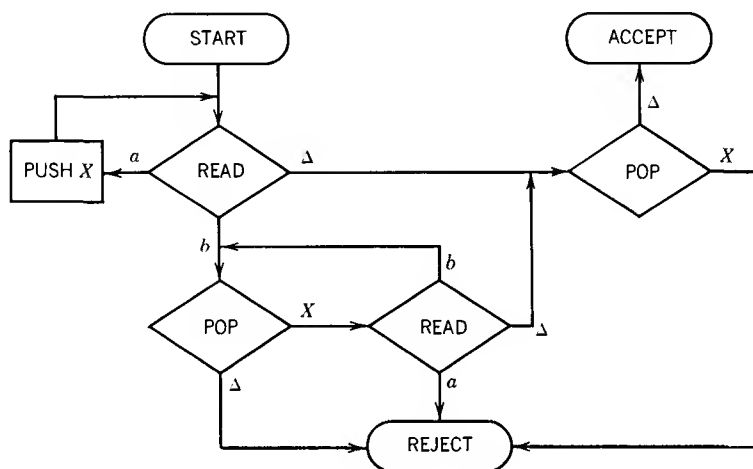 START
ACCEPT
Δ
PUSH X
a
READ
Δ
POP
X
b
b
POP
X
READ
Δ
Δ
a
REJECT